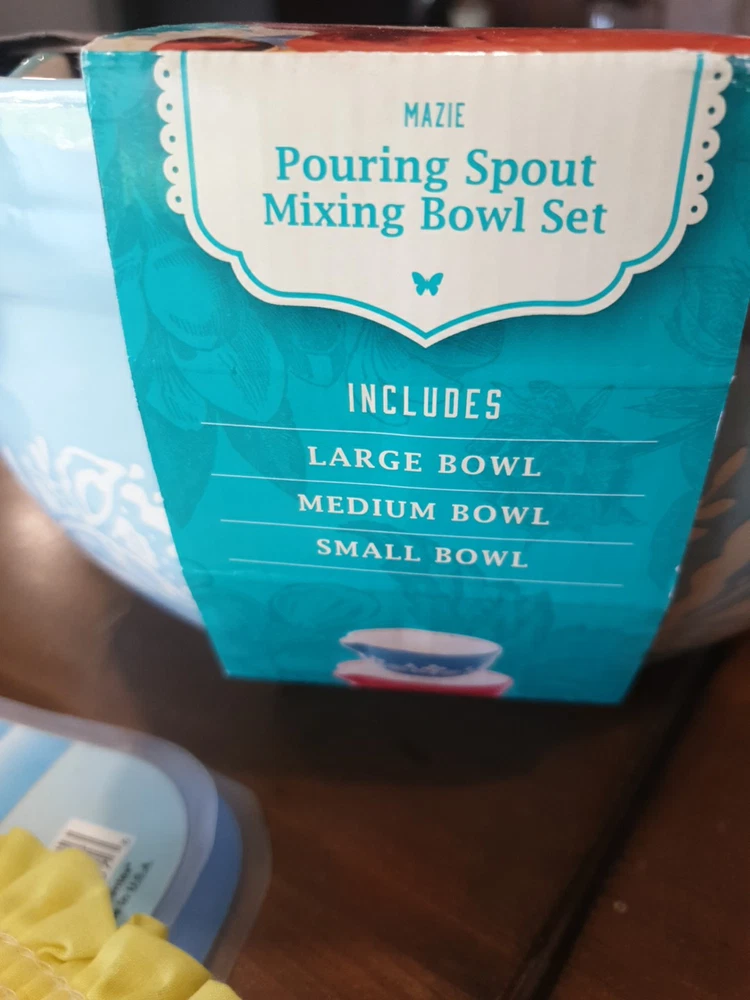 MAZIE
Pouring Spout
Mixing Bowl Set
INCLUDES
LARGE BOWL
MEDIUM BOWL
SMALL BOWL